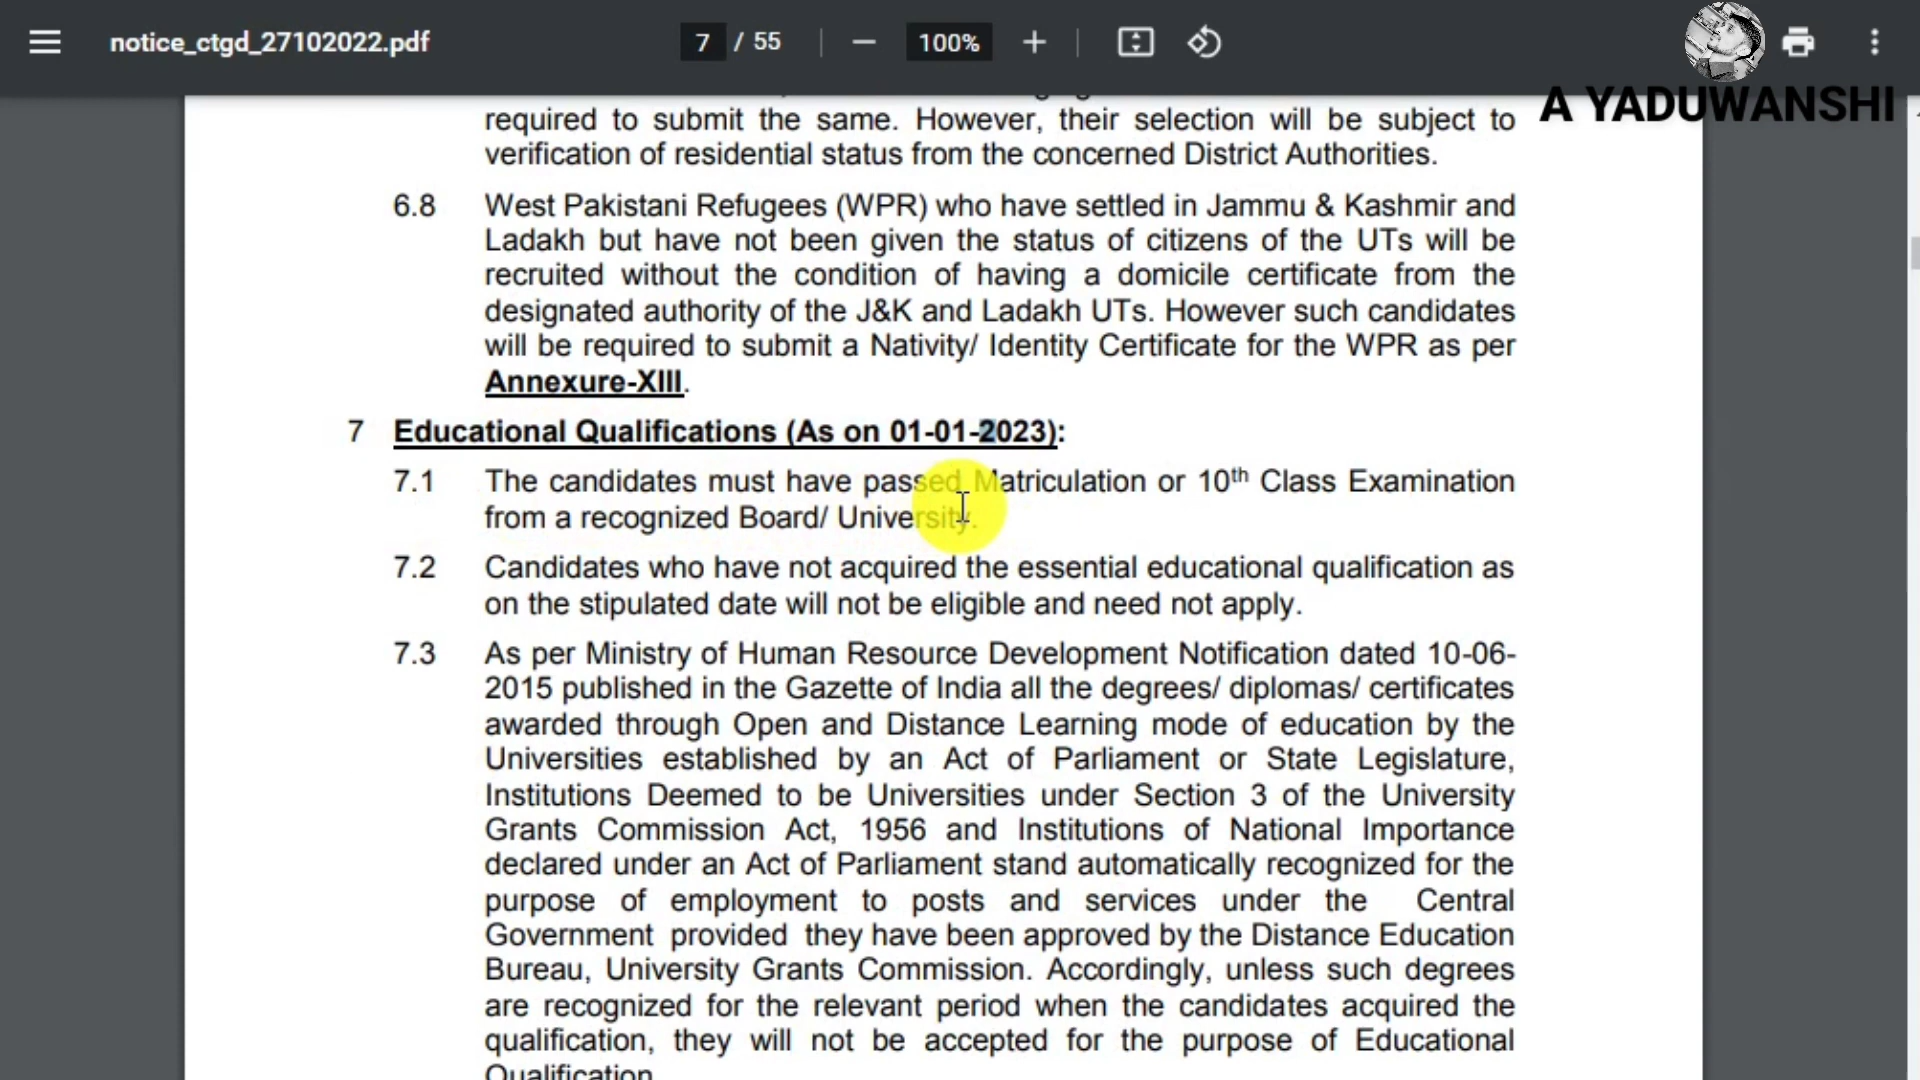 notice_ctgd_27102022.pdf
7 / 55
100%
A YADUWANSHI
required to submit the same. However, their selection will be subject to
verification of residential status from the concerned District Authorities.
6.8 West Pakistani Refugees (WPR) who have settled in Jammu & Kashmir and
Ladakh but have not been given the status of citizens of the UTs will be
recruited without the condition of having a domicile certificate from the
designated authority of the J&K and Ladakh UTs. However such candidates
will be required to submit a Nativity/ Identity Certificate for the WPR as per
Annexure-XIII.
7 Educational Qualifications (As on 01-01-2023):
7.1 The candidates must have passed Matriculation or 10th Class Examination
from a recognized Board/ University.
7.2 Candidates who have not acquired the essential educational qualification as
on the stipulated date will not be eligible and need not apply.
7.3 As per Ministry of Human Resource Development Notification dated 10-06-
2015 published in the Gazette of India all the degrees/ diplomas/ certificates
awarded through Open and Distance Learning mode of education by the
Universities established by an Act of Parliament or State Legislature,
Institutions Deemed to be Universities under Section 3 of the University
Grants Commission Act, 1956 and Institutions of National Importance
declared under an Act of Parliament stand automatically recognized for the
purpose of employment to posts and services under the Central
Government provided they have been approved by the Distance Education
Bureau, University Grants Commission. Accordingly, unless such degrees
are recognized for the relevant period when the candidates acquired the
qualification, they will not be accepted for the purpose of Educational
Qualification